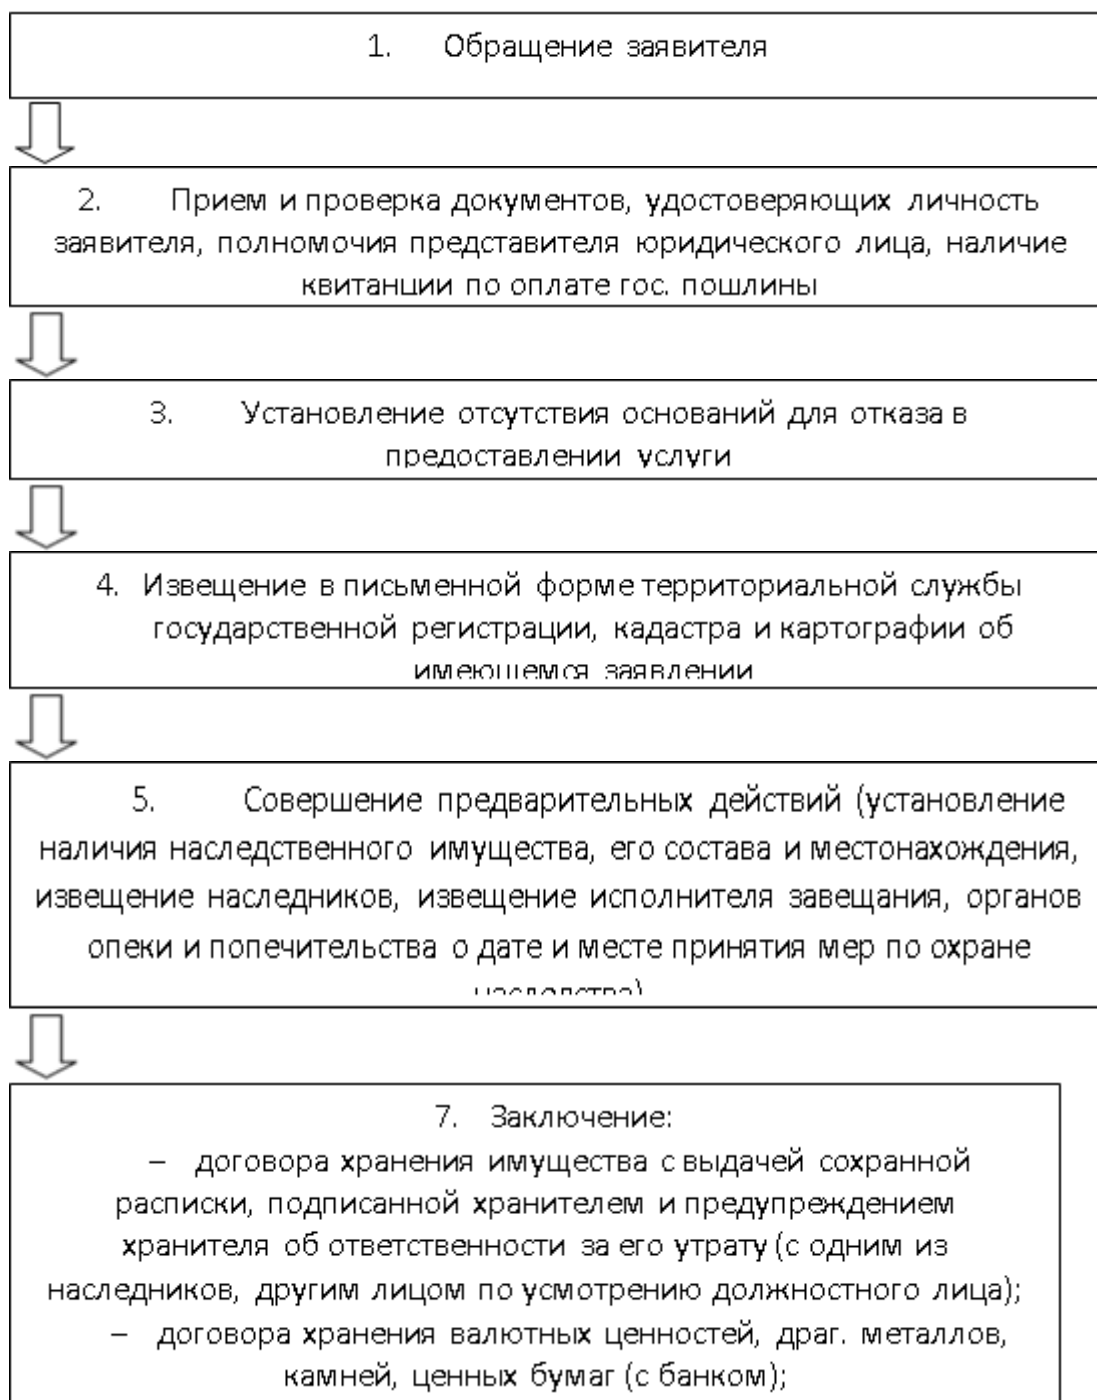 1. Обращение заявителя
2. Прием и проверка документов, удостоверяющих личность
заявителя, полномочия представителя юридического лица, наличие
квитанции по оплате гос. пошлины
3. Установление отсутствия оснований для отказа в
предоставлении услуги
4. Извещение в письменной форме территориальной службы
государственной регистрации, кадастра и картографии об
имеющемся заявлении
5. Совершение предварительных действий (установление
наличия наследственного имущества, его состава и местонахождения,
извещение наследников, извещение исполнителя завещания, органов
опеки и попечительства о дате и месте принятия мер по охране
наследства)
7. Заключение:
– договора хранения имущества с выдачей сохранной
расписки, подписанной хранителем и предупреждением
хранителя об ответственности за его утрату (с одним из
наследников, другим лицом по усмотрению должностного лица);
– договора хранения валютных ценностей, драг. металлов,
камней, ценных бумаг (с банком);